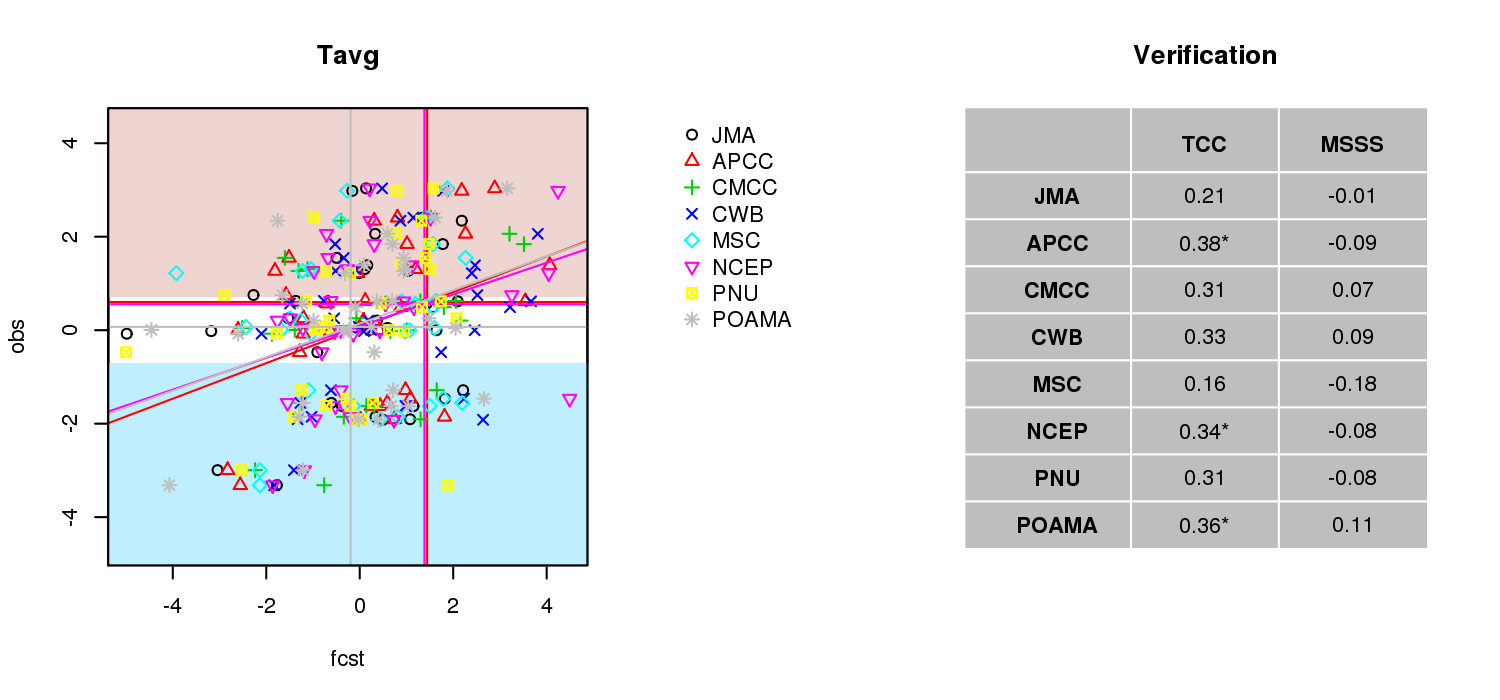 Tavg
obs
4
2
0
-2
-4
-4 -2 0 2 4
fcst
JMA
APCC
CMCC
CWB
MSC
NCEP
PNU
POAMA
Verification
TCC MSSS
JMA 0.21 -0.01
APCC 0.38* -0.09
CMCC 0.31 0.07
CWB 0.33 0.09
MSC 0.16 -0.18
NCEP 0.34* -0.08
PNU 0.31 -0.08
POAMA 0.36* 0.11